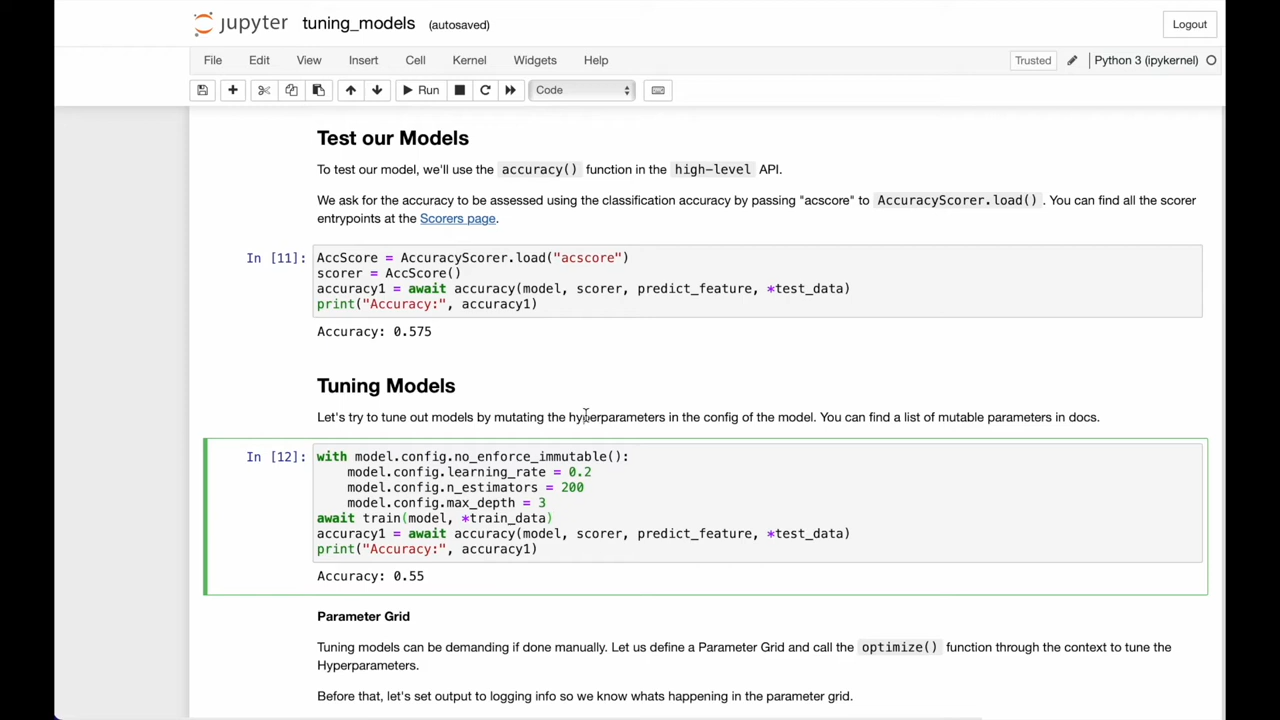 jupyter tuning_models (autosaved) Logout
File Edit View Insert Cell Kernel Widgets Help Trusted Python 3 (ipykernel)
Run Code
Test our Models
To test our model, we'll use the accuracy() function in the high-level API.
We ask for the accuracy to be assessed using the classification accuracy by passing "acscore" to AccuracyScorer.load() . You can find all the scorer
entrypoints at the Scorers page.
In [11]: AccScore = AccuracyScorer.load("acscore")
scorer = AccScore()
accuracy1 = await accuracy(model, scorer, predict_feature, *test_data)
print("Accuracy:", accuracy1)
Accuracy: 0.575
Tuning Models
Let's try to tune out models by mutating the hyperparameters in the config of the model. You can find a list of mutable parameters in docs.
In [12]: with model.config.no_enforce_immutable():
model.config.learning_rate = 0.2
model.config.n_estimators = 200
model.config.max_depth = 3
await train(model, *train_data)
accuracy1 = await accuracy(model, scorer, predict_feature, *test_data)
print("Accuracy:", accuracy1)
Accuracy: 0.55
Parameter Grid
Tuning models can be demanding if done manually. Let us define a Parameter Grid and call the optimize() function through the context to tune the
Hyperparameters.
Before that, let's set output to logging info so we know whats happening in the parameter grid.